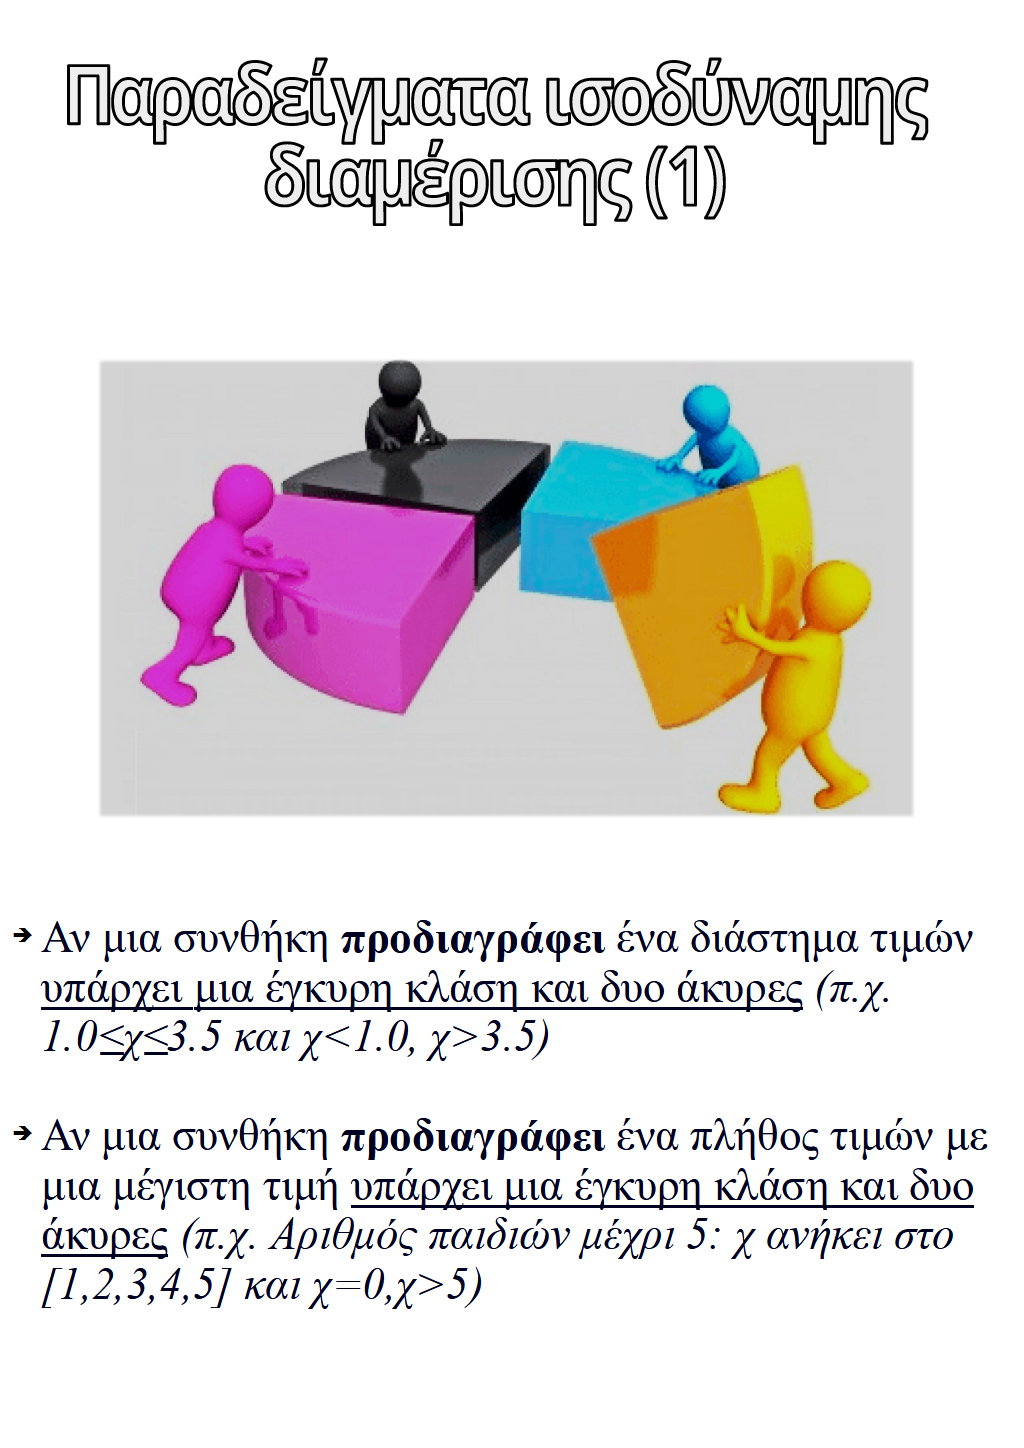 Παραδείγματα ισοδύναμης
διαμέρισης (1)
➔ Αν μια συνθήκη προδιαγράφει ένα διάστημα τιμών
υπάρχει μια έγκυρη κλάση και δυο άκυρες (π.χ.
1.0≤χ≤3.5 και χ<1.0, χ>3.5)
➔ Αν μια συνθήκη προδιαγράφει ένα πλήθος τιμών με
μια μέγιστη τιμή υπάρχει μια έγκυρη κλάση και δυο
άκυρες (π.χ. Αριθμός παιδιών μέχρι 5: χ ανήκει στο
[1,2,3,4,5] και χ=0,χ>5)